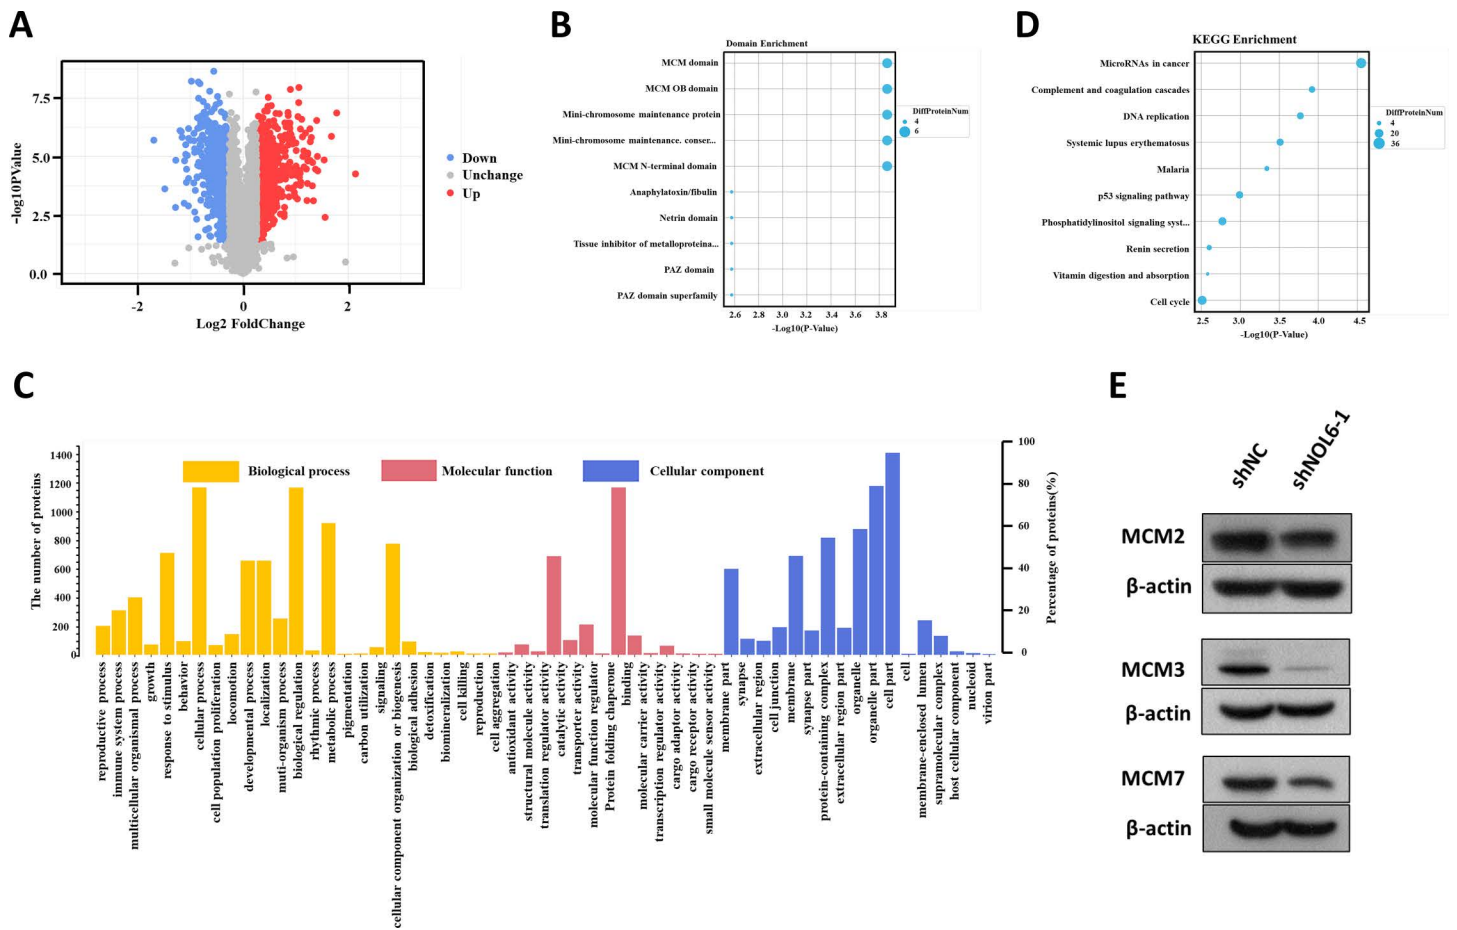 A
7.5
5.0
2.5
0.0
-log10PValue
-2
0
2
Log2 FoldChange
Down
Unchange
Up
B
Domain Enrichment
MCM domain
MCM OB domain
Mini-chromosome maintenance protein
Mini-chromosome maintenance. conser...
MCM N-terminal domain
Anaphylatoxin/fibulin
Netrin domain
Tissue inhibitor of metalloproteina...
PAZ domain
PAZ domain superfamily
2.6 2.8 3.0 3.2 3.4 3.6 3.8
-Log10(P-Value)
DiffProteinNum
4
6
D
KEGG Enrichment
MicroRNAs in cancer
Complement and coagulation cascades
DNA replication
Systemic lupus erythematosus
Malaria
p53 signaling pathway
Phosphatidylinositol signaling syst...
Renin secretion
Vitamin digestion and absorption
Cell cycle
2.5 3.0 3.5 4.0 4.5
-Log10(P-Value)
DiffProteinNum
4
20
36
C
The number of proteins
1400
1200
1000
800
600
400
200
0
Biological process
Molecular function
Cellular component
100
80
60
40
20
0
Percentage of proteins(%)
reproductive process
immune system process
multicellular organismal process
growth
response to stimulus
behavior
cellular process
cell population proliferation
locomotion
developmental process
localization
muti-organism process
biological regulation
rhythmic process
metabolic process
pigmentation
carbon utilization
signaling
cellular component organization or biogenesis
biological adhesion
detoxification
biomineralization
cell killing
reproduction
cell aggregation
antioxidant activity
structural molecule activity
translation regulator activity
catalytic activity
transporter activity
molecular function regulator
Protein folding chaperone
binding
molecular carrier activity
transcription regulator activity
cargo adaptor activity
cargo receptor activity
small molecule sensor activity
membrane part
synapse
extracellular region
cell junction
membrane
synapse part
protein-containing complex
extracellular region part
organelle
organelle part
cell part
cell
membrane-enclosed lumen
supramolecular complex
host cellular component
nucleoid
virion part
E
shNC
shNOL6-1
MCM2
β-actin
MCM3
β-actin
MCM7
β-actin